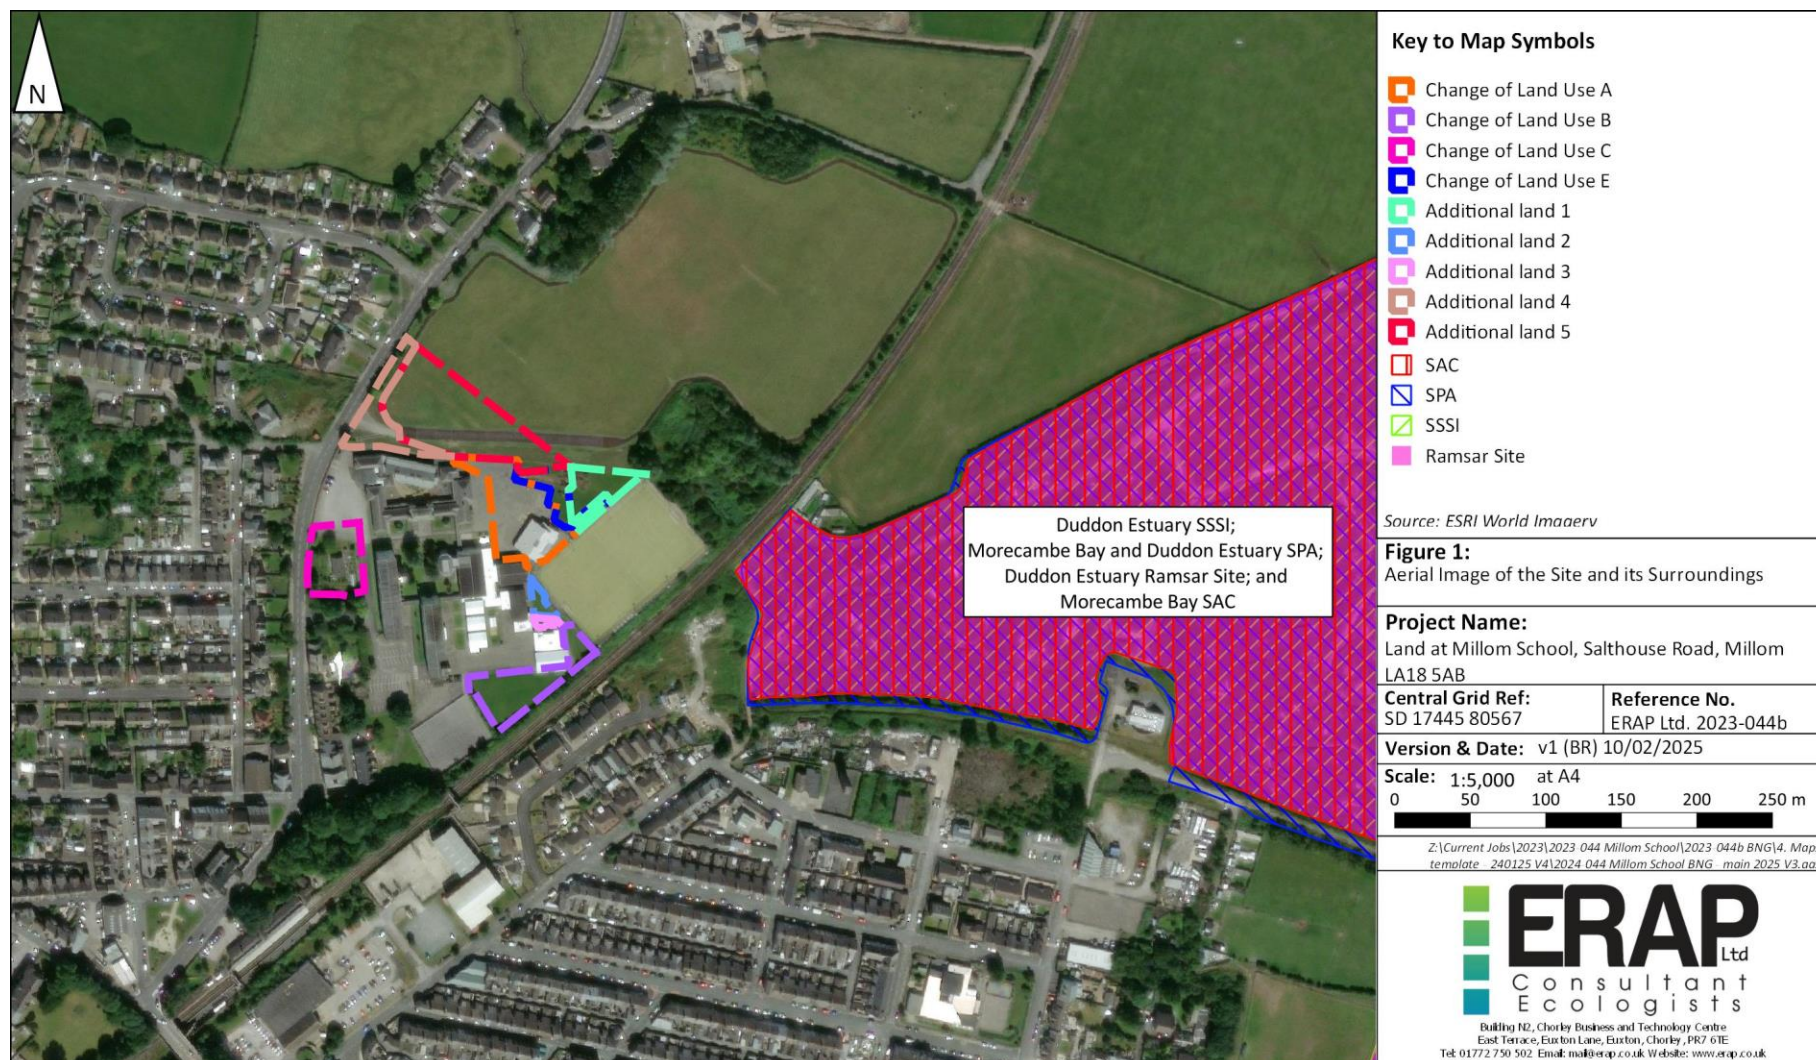 N
Duddon Estuary SSSI;
Morecambe Bay and Duddon Estuary SPA;
Duddon Estuary Ramsar Site; and
Morecambe Bay SAC
Key to Map Symbols
Change of Land Use A
Change of Land Use B
Change of Land Use C
Change of Land Use E
Additional land 1
Additional land 2
Additional land 3
Additional land 4
Additional land 5
SAC
SPA
SSSI
Ramsar Site
Source: ESRI World Imagery
Figure 1:
Aerial Image of the Site and its Surroundings
Project Name:
Land at Millom School, Salthouse Road, Millom
LA18 5AB
Central Grid Ref:
SD 17445 80567
Reference No.
ERAP Ltd. 2023-044b
Version & Date: v1 (BR) 10/02/2025
Scale: 1:5,000 at A4
0 50 100 150 200 250 m
Z:\Current Jobs\2023\2023-044 Millom School\2023-044b BNG\4. Map
template - 240125 V4\2024-044 Millom School BNG - main 2025 V3.aa
ERAP
Ltd
Consultant
Ecologists
Building N2, Chorley Business and Technology Centre
East Terrace, Euxton Lane, Euxton, Chorley, PR7 6TE
Tel: 01772 750 502 Email: mail@erap.co.uk Website: www.erap.co.uk